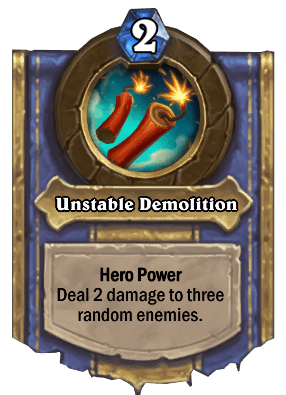 2
Unstable Demolition
Hero Power
Deal 2 damage to three
random enemies.